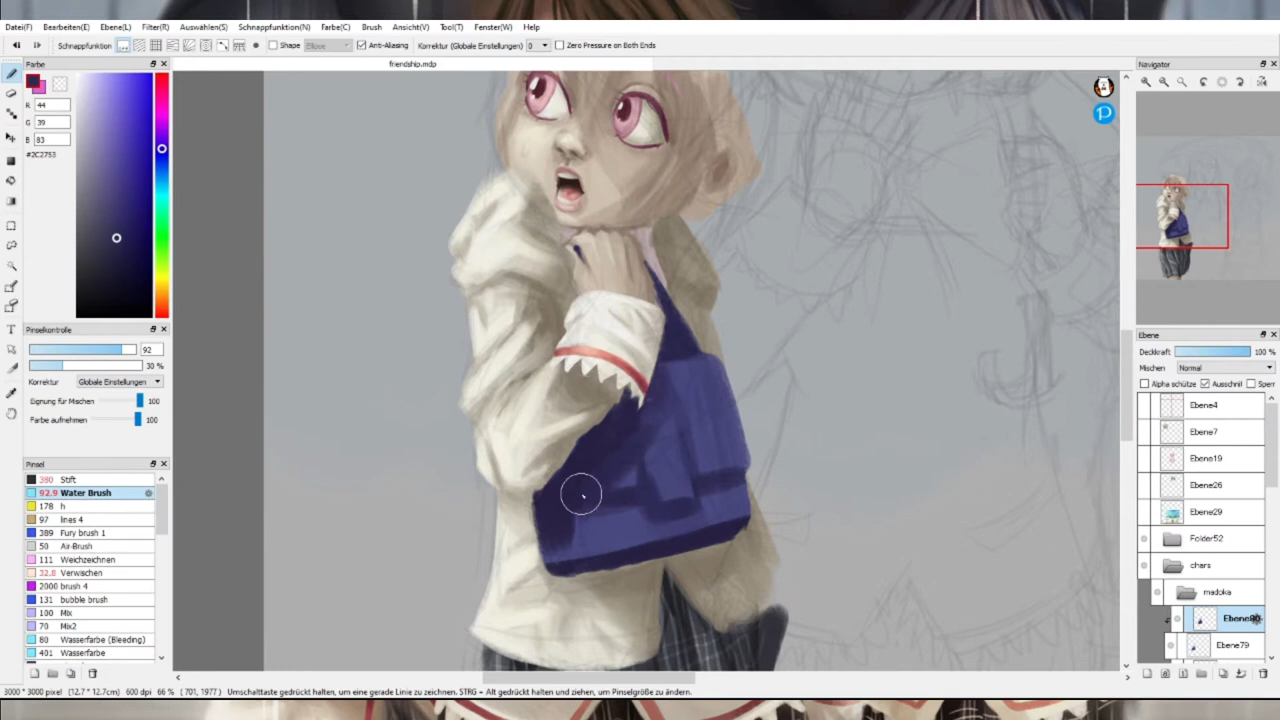 Datei(F) Bearbeiten(E) Ebene(L) Filter(R) Auswählen(S) Schnappfunktion(N) Farbe(C) Brush Ansicht(V) Tool(T) Fenster(W) Help
Schnappfunktion Shape Ellipse Anti-Aliasing Korrektur (Globale Einstellungen) 0 Zero Pressure on Both Ends
Farbe
friendship.mdp
Navigator
R 44
G 39
B 83
#2C2753
Pinselkontrolle
92
30 %
Korrektur Globale Einstellungen
Eignung für Mischen 100
Farbe aufnehmen 100
Pinsel
380 Stift
92.9 Water Brush
178 h
97 lines 4
389 Fury brush 1
50 Air-Brush
111 Weichzeichnen
32.8 Verwischen
2000 brush 4
131 bubble brush
100 Mix
70 Mix2
80 Wasserfarbe (Bleeding)
401 Wasserfarbe
Ebene
Deckkraft 100 %
Mischen Normal
Alpha schütze Ausschnit Sperr
Ebene4
Ebene7
Ebene19
Ebene26
Ebene29
Folder52
chars
madoka
Ebene79
3000 * 3000 pixel (12.7 * 12.7cm) 600 dpi 66 % ( 701, 1977 ) Umschalttaste gedrückt halten, um eine gerade Linie zu zeichnen. STRG + Alt gedrückt halten und ziehen, um Pinselgröße zu ändern.